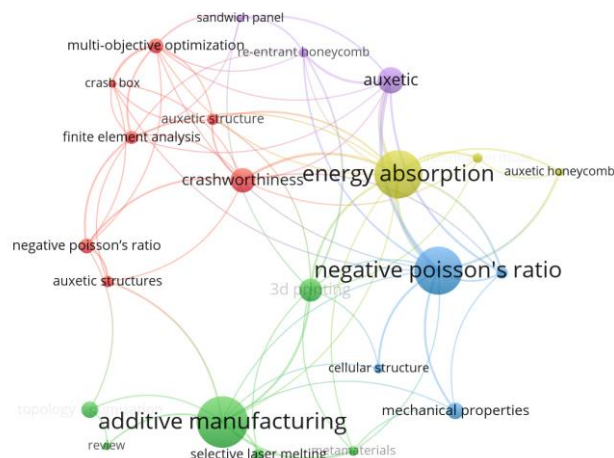 sandwich panel
multi-objective optimization
re-entrant honeycomb
auxetic
crash box
auxetic structure
finite element analysis
crashworthiness
energy absorption
auxetic honeycomb
negative poisson's ratio
negative poisson's ratio
auxetic structures
3d printing
cellular structure
topology optimization
additive manufacturing
mechanical properties
review
selective laser melting
metamaterials